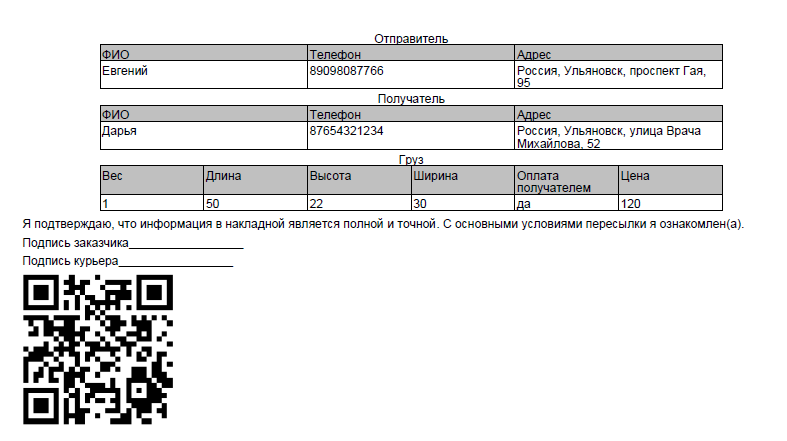 Отправитель
ФИО Телефон Адрес
Евгений 89098087766 Россия, Ульяновск, проспект Гая,
95
Получатель
ФИО Телефон Адрес
Дарья 87654321234 Россия, Ульяновск, улица Врача
Михайлова, 52
Груз
Вес Длина Высота Ширина Оплата Цена
получателем
1 50 22 30 да 120
Я подтверждаю, что информация в накладной является полной и точной. С основными условиями пересылки я ознакомлен(а).
Подпись заказчика_________________
Подпись курьера_________________